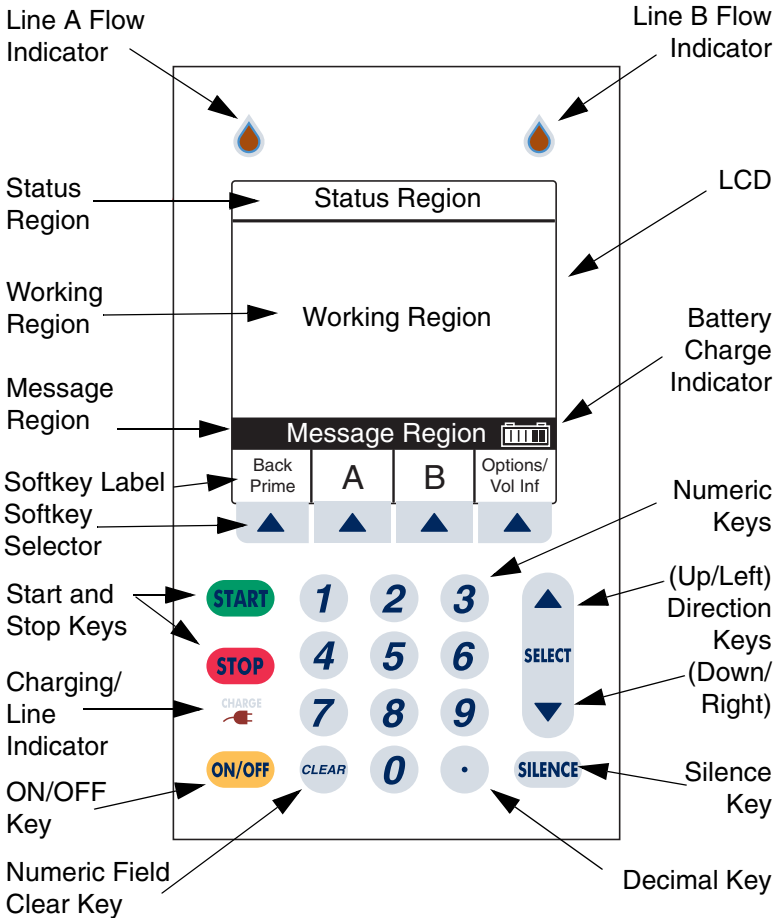 Line A Flow
Indicator
Line B Flow
Indicator
Status
Region
Status Region
LCD
Working
Region
Working Region
Battery
Charge
Indicator
Message
Region
Message Region
Softkey Label
Back
Prime
A
B
Options/
Vol Inf
Softkey
Selector
Numeric
Keys
Start and
Stop Keys
START
1
2
3
(Up/Left)
Direction
Keys
(Down/
Right)
STOP
4
5
6
SELECT
Charging/
Line
Indicator
CHARGE
7
8
9
ON/OFF
Key
ON/OFF
CLEAR
0
.
SILENCE
Silence
Key
Numeric Field
Clear Key
Decimal Key